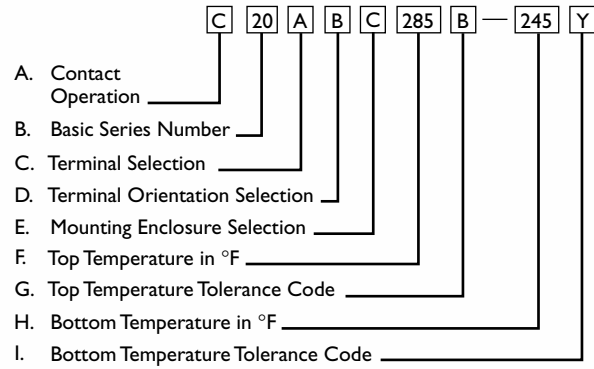 C 20 A B C 285 B — 245 Y
A. Contact
Operation
B. Basic Series Number
C. Terminal Selection
D. Terminal Orientation Selection
E. Mounting Enclosure Selection
F. Top Temperature in °F
G. Top Temperature Tolerance Code
H. Bottom Temperature in °F
I. Bottom Temperature Tolerance Code